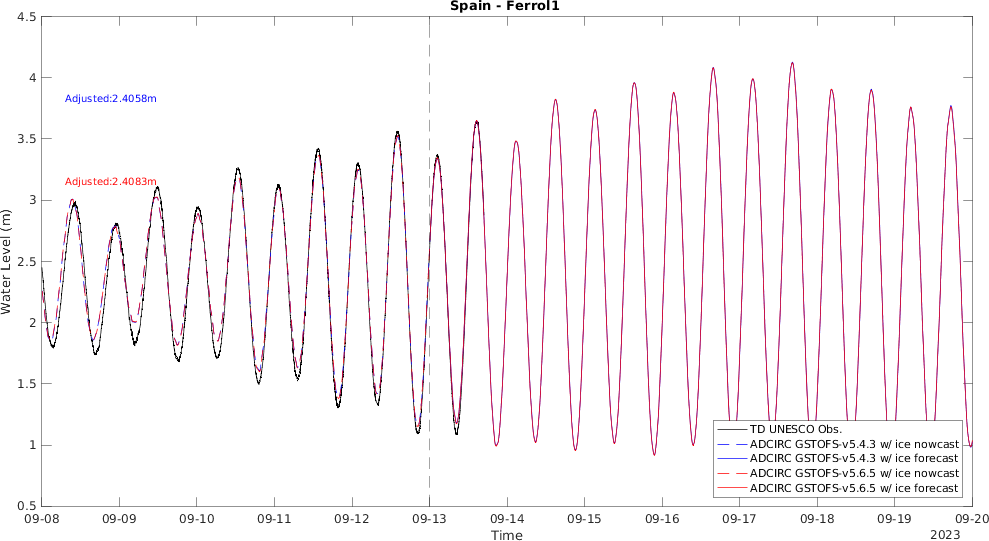 Spain - Ferrol1
4.5
4
3.5
3
2.5
2
1.5
1
0.5
Water Level (m)
Adjusted:2.4058m
Adjusted:2.4083m
TD UNESCO Obs.
ADCIRC GSTOFS-v5.4.3 w/ ice nowcast
ADCIRC GSTOFS-v5.4.3 w/ ice forecast
ADCIRC GSTOFS-v5.6.5 w/ ice nowcast
ADCIRC GSTOFS-v5.6.5 w/ ice forecast
09-08 09-09 09-10 09-11 09-12 09-13 09-14 09-15 09-16 09-17 09-18 09-19 09-20
Time
2023